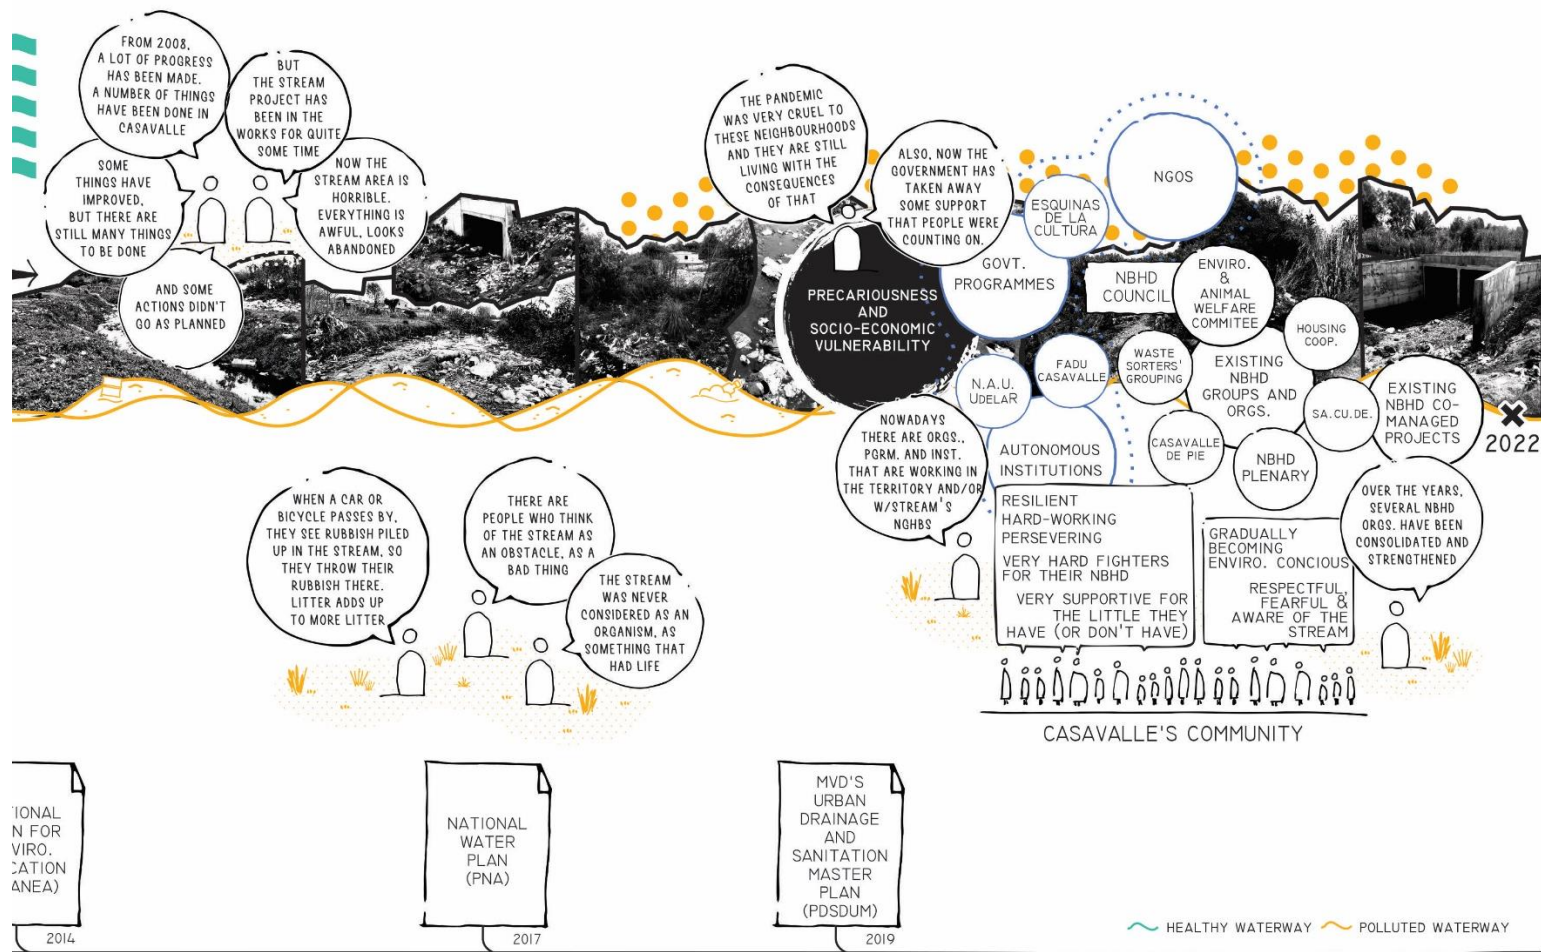 FROM 2008,
A LOT OF PROGRESS
HAS BEEN MADE.
A NUMBER OF THINGS
HAVE BEEN DONE IN
CASAVALLE
BUT
THE STREAM
PROJECT HAS
BEEN IN THE
WORKS FOR QUITE
SOME TIME
SOME
THINGS HAVE
IMPROVED,
BUT THERE ARE
STILL MANY THINGS
TO BE DONE
NOW THE
STREAM AREA IS
HORRIBLE.
EVERYTHING IS
AWFUL, LOOKS
ABANDONED
AND SOME
ACTIONS DIDN'T
GO AS PLANNED
THE PANDEMIC
WAS VERY CRUEL TO
THESE NEIGHBOURHOODS
AND THEY ARE STILL
LIVING WITH THE
CONSEQUENCES
OF THAT
ALSO, NOW THE
GOVERNMENT HAS
TAKEN AWAY
SOME SUPPORT
THAT PEOPLE WERE
COUNTING ON.
PRECARIOUSNESS
AND
SOCIO-ECONOMIC
VULNERABILITY
NGOS
ESQUINAS
DE LA
CULTURA
GOVT.
PROGRAMMES
NBHD
COUNCIL
ENVIRO.
&
ANIMAL
WELFARE
COMMITEE
HOUSING
COOP.
N.A.U.
UDELAR
FADU
CASAVALLE
WASTE
SORTERS'
GROUPING
EXISTING
NBHD
GROUPS AND
ORGS.
SA.CU.DE.
EXISTING
NBHD CO-
MANAGED
PROJECTS
2022
AUTONOMOUS
INSTITUTIONS
CASAVALLE
DE PIE
NBHD
PLENARY
NOWADAYS
THERE ARE ORGS.,
PGRM. AND INST.
THAT ARE WORKING IN
THE TERRITORY AND/OR
W/STREAM'S
NGHBS
RESILIENT
HARD-WORKING
PERSEVERING
VERY HARD FIGHTERS
FOR THEIR NBHD
VERY SUPPORTIVE FOR
THE LITTLE THEY
HAVE (OR DON'T HAVE)
GRADUALLY
BECOMING
ENVIRO. CONCIOUS
RESPECTFUL,
FEARFUL &
AWARE OF THE
STREAM
OVER THE YEARS,
SEVERAL NBHD
ORGS. HAVE BEEN
CONSOLIDATED AND
STRENGTHENED
CASAVALLE'S COMMUNITY
WHEN A CAR OR
BICYCLE PASSES BY,
THEY SEE RUBBISH PILED
UP IN THE STREAM, SO
THEY THROW THEIR
RUBBISH THERE.
LITTER ADDS UP
TO MORE LITTER
THERE ARE
PEOPLE WHO THINK
OF THE STREAM AS
AN OBSTACLE, AS A
BAD THING
THE STREAM
WAS NEVER
CONSIDERED AS AN
ORGANISM, AS
SOMETHING THAT
HAD LIFE
IONAL
N FOR
VIRO.
CATION
ANEA)
2014
NATIONAL
WATER
PLAN
(PNA)
2017
MVD'S
URBAN
DRAINAGE
AND
SANITATION
MASTER
PLAN
(PDSDUM)
2019
HEALTHY WATERWAY
POLLUTED WATERWAY